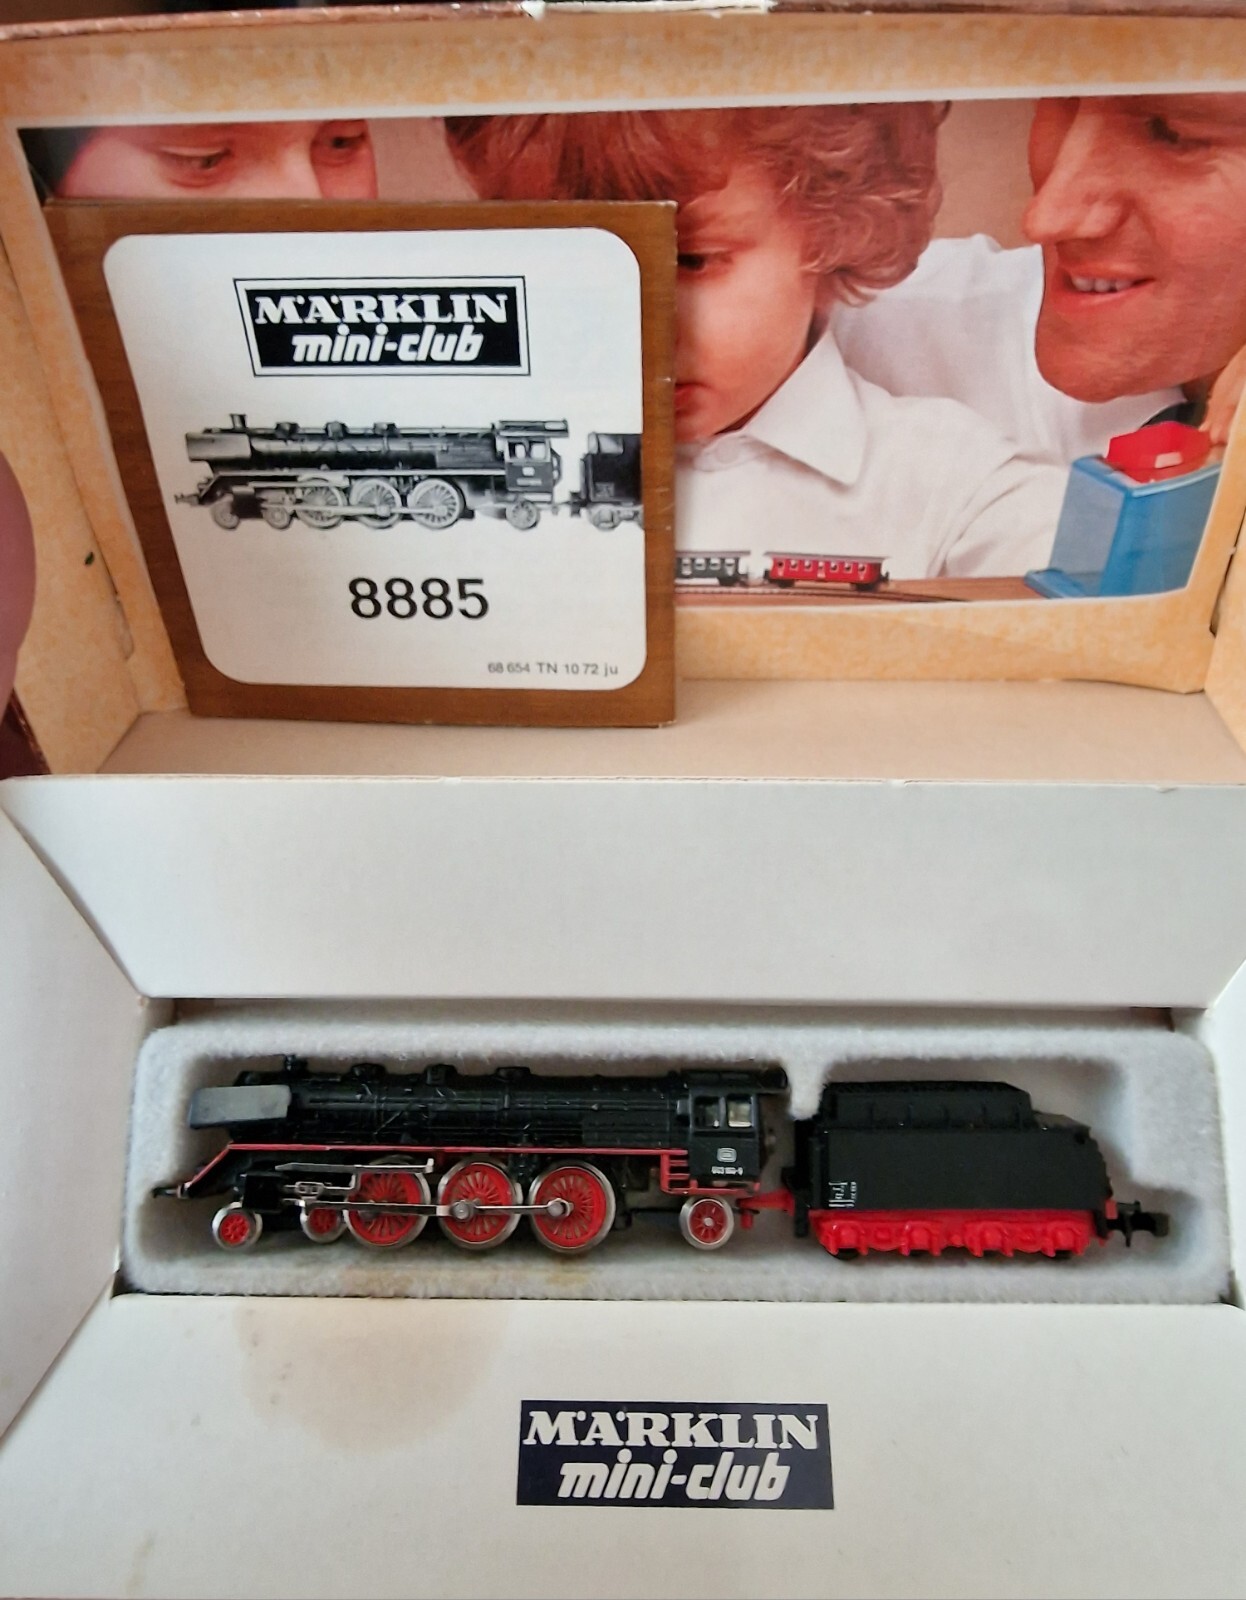 MÄRKLIN
mini-club
8885
68 654 TN 10 72 ju
MÄRKLIN
mini-club